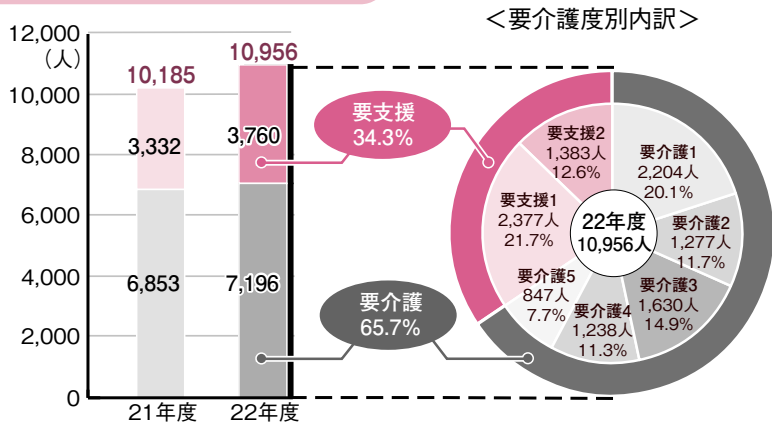 ＜要介護度別内訳＞
12,000
（人）
10,000
8,000
6,000
4,000
2,000
0
10,185
3,332
6,853
21年度
10,956
3,760
7,196
22年度
要支援
34.3%
要介護
65.7%
要支援2
1,383人
12.6%
要介護1
2,204人
20.1%
要支援1
2,377人
21.7%
22年度
10,956人
要介護2
1,277人
11.7%
要介護5
847人
7.7%
要介護4
1,238人
11.3%
要介護3
1,630人
14.9%